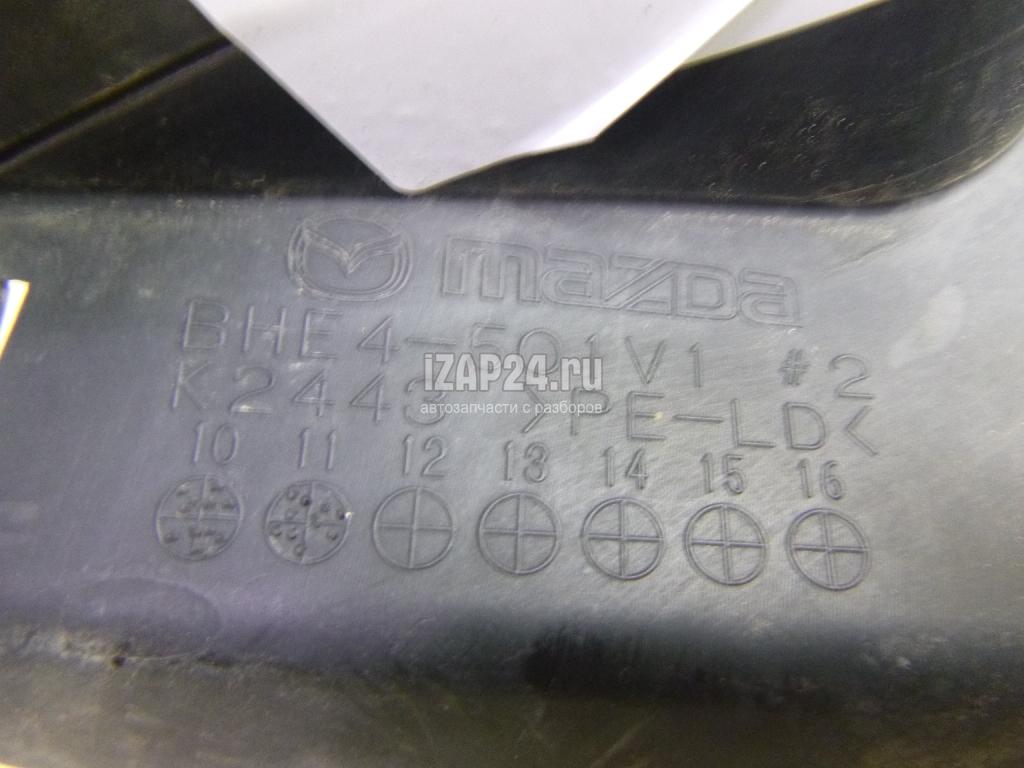 mazda
BHE4-501V1 #2
K2443 >PE-LD<
10 11 12 13 14 15 16
iZAP24.ru
автозапчасти с разборов